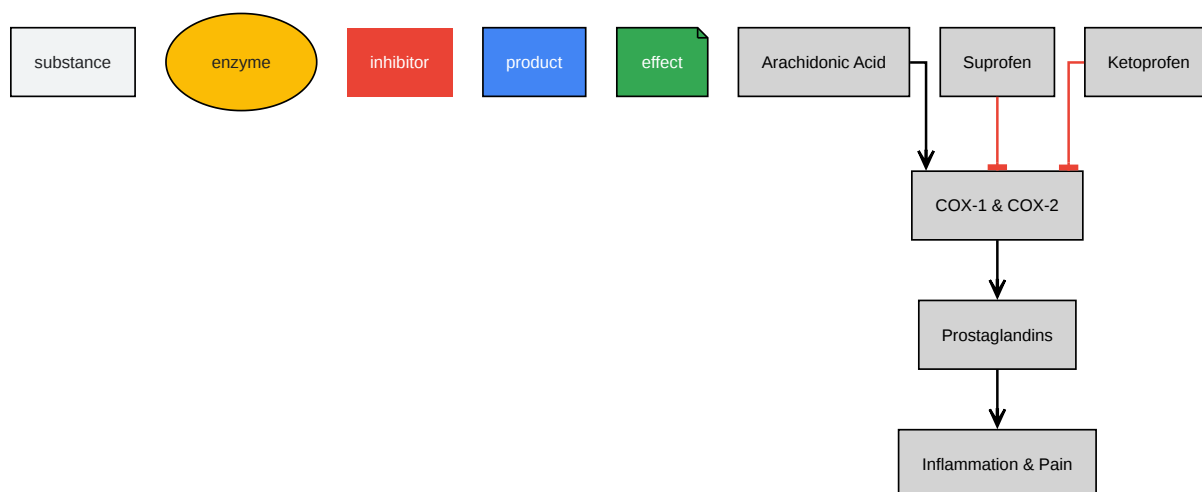 substance
enzyme
inhibitor
product
effect
Arachidonic Acid
Suprofen
Ketoprofen
COX-1 & COX-2
Prostaglandins
Inflammation & Pain